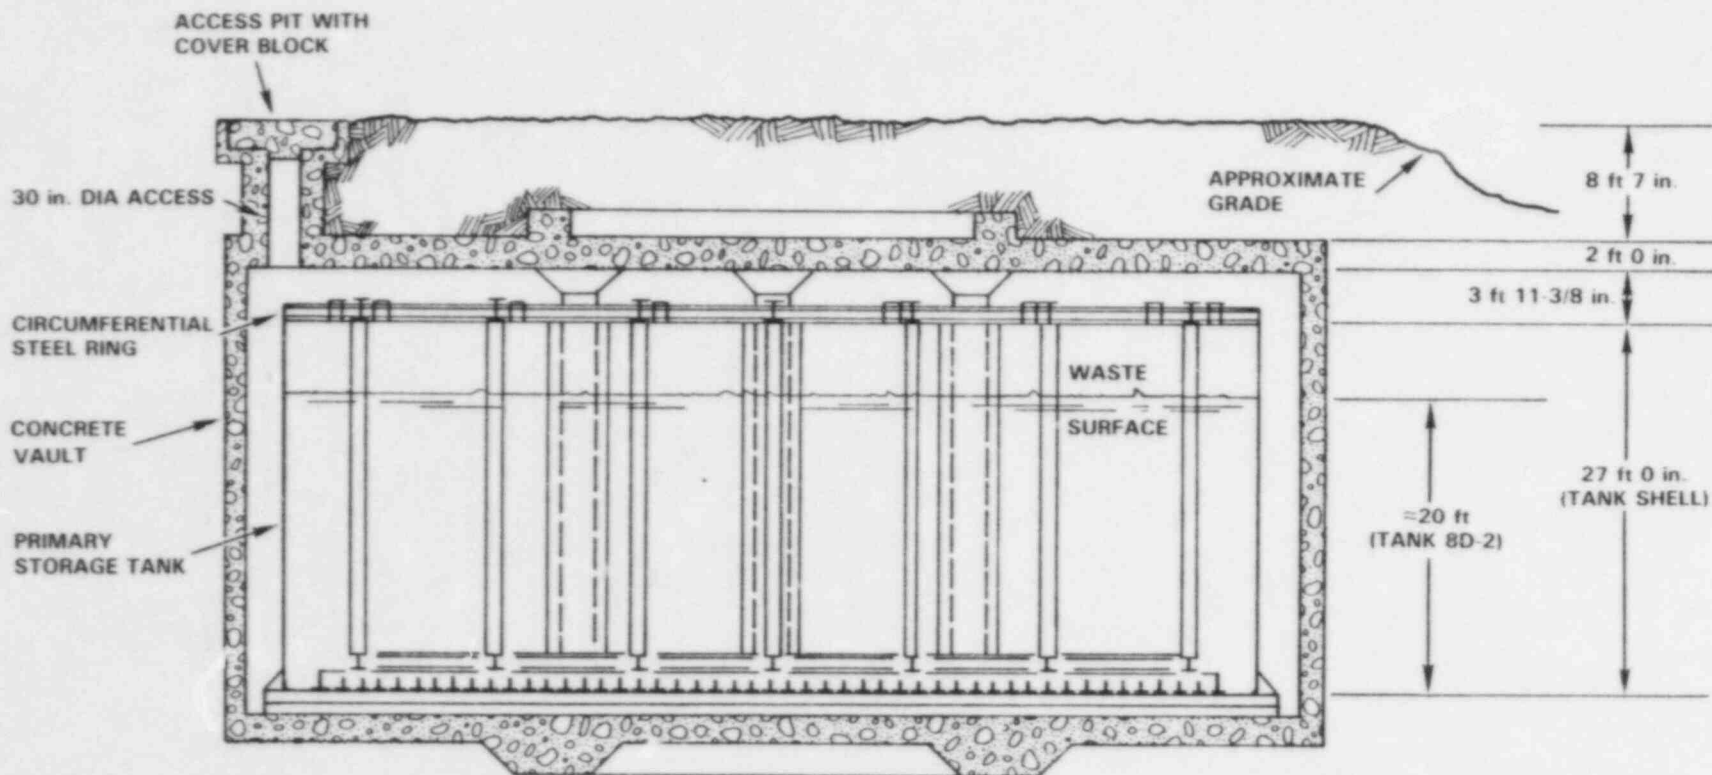 ACCESS PIT WITH
COVER BLOCK
30 in. DIA ACCESS
APPROXIMATE
GRADE
8 ft 7 in.
2 ft 0 in.
3 ft 11-3/8 in.
CIRCUMFERENTIAL
STEEL RING
WASTE
SURFACE
CONCRETE
VAULT
27 ft 0 in.
(TANK SHELL)
≈20 ft
(TANK 8D-2)
PRIMARY
STORAGE TANK